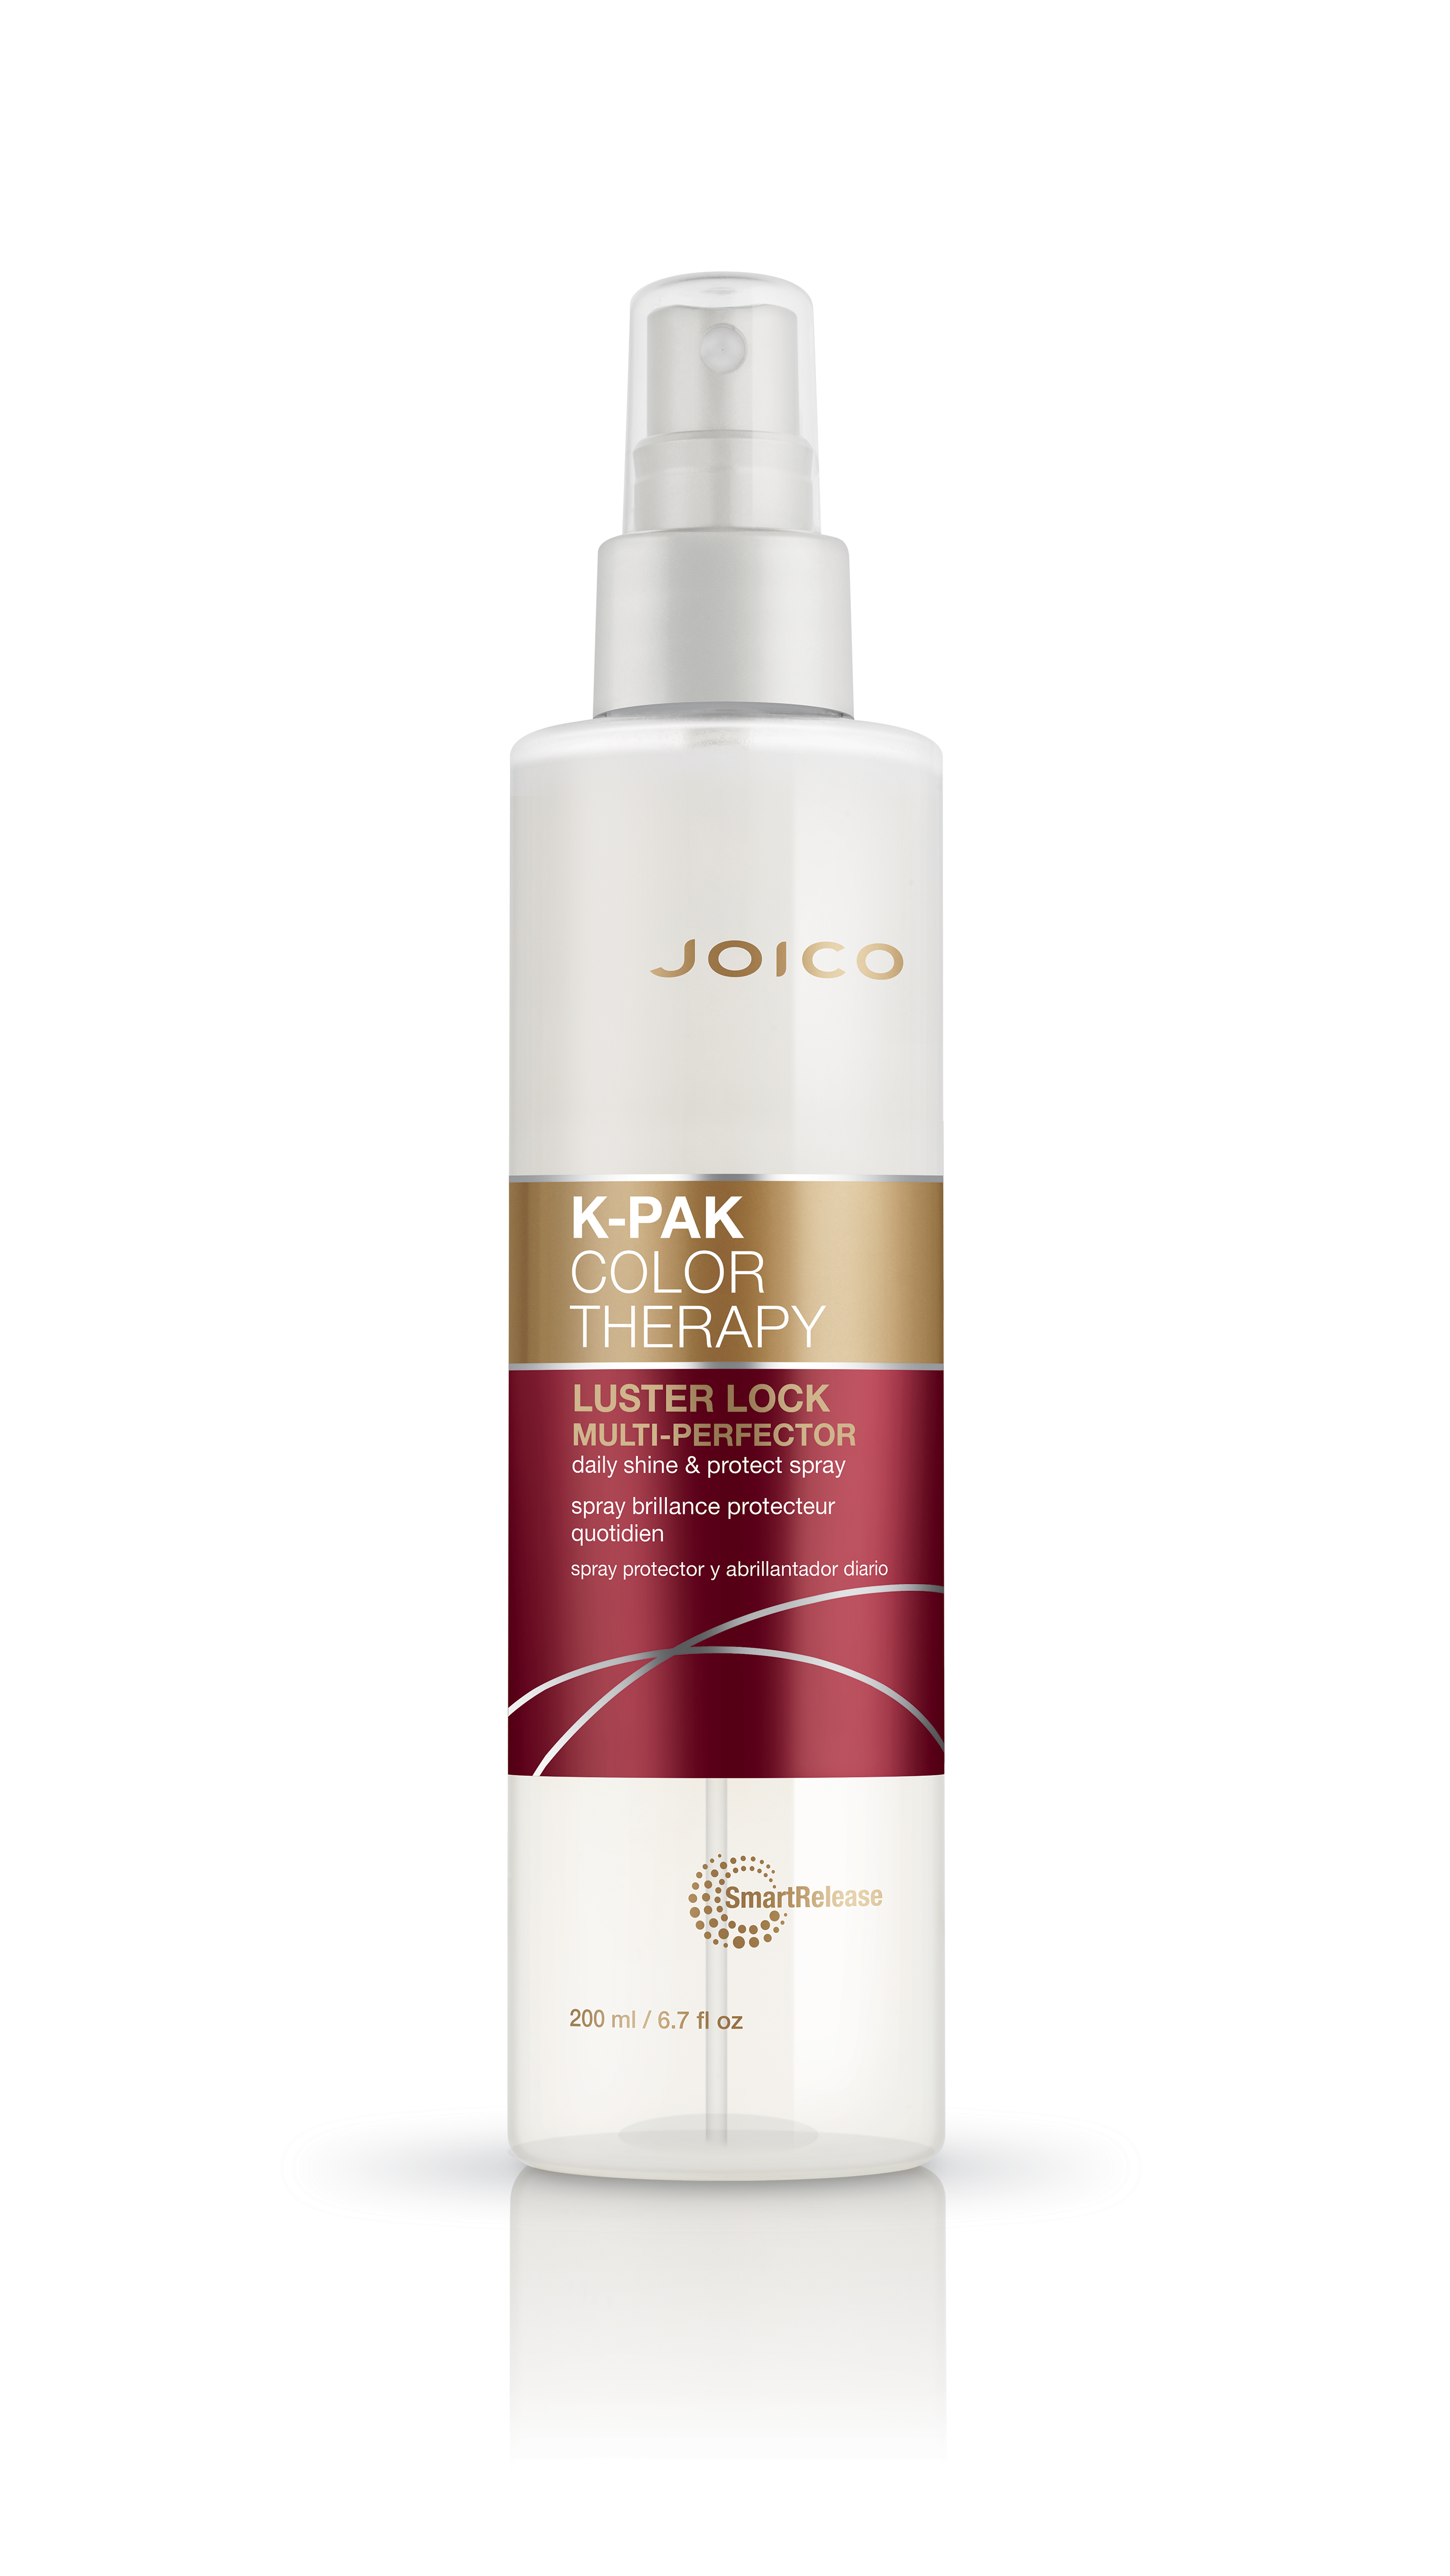 JOICO
K-PAK
COLOR
THERAPY
LUSTER LOCK
MULTI-PERFECTOR
daily shine & protect spray
spray brillance protecteur
quotidien
spray protector y abrillantador diario
SmartRelease
200 ml / 6.7 fl oz